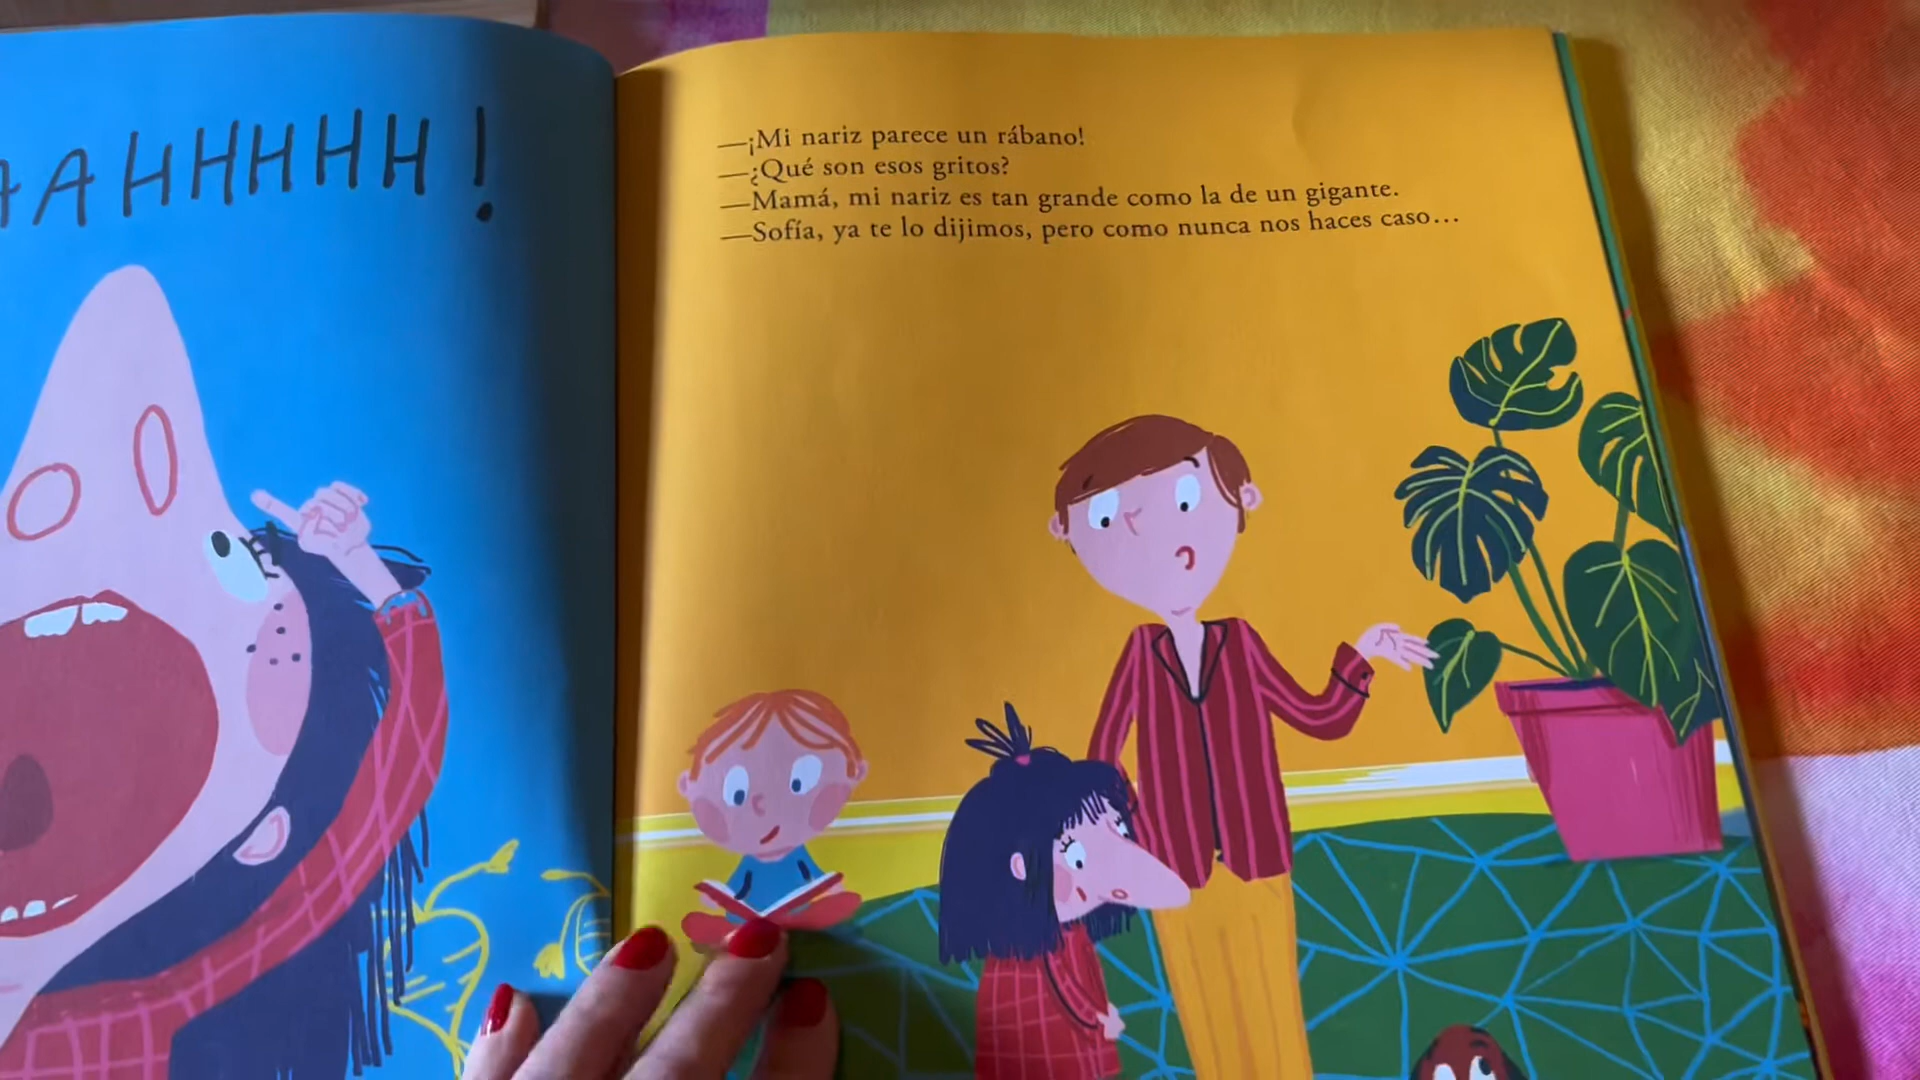 AAHHHHH!
—¡Mi nariz parece un rábano!
—¿Qué son esos gritos?
—Mamá, mi nariz es tan grande como la de un gigante.
—Sofía, ya te lo dijimos, pero como nunca nos haces caso…